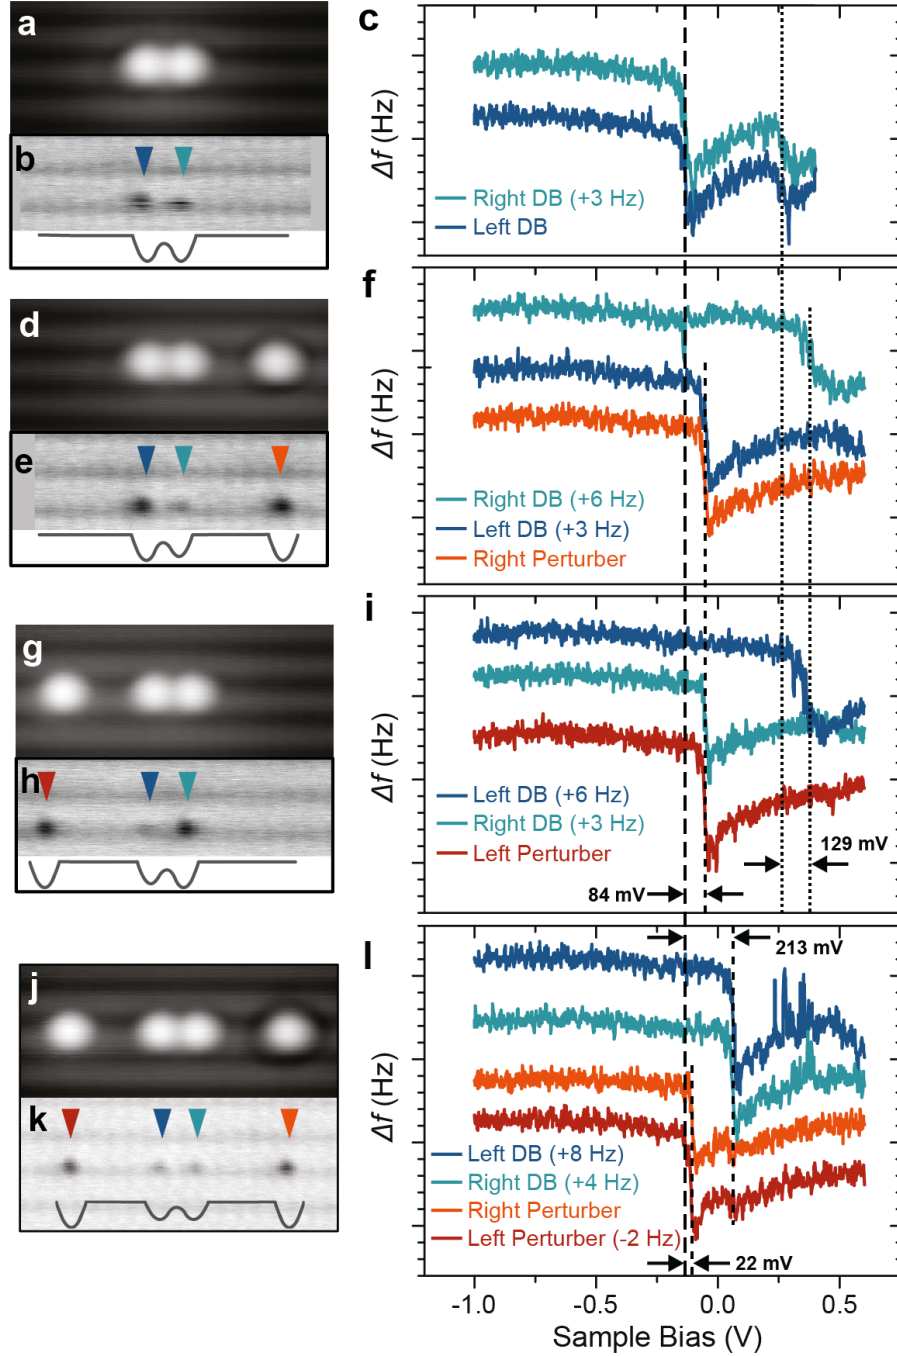 a
b
c
Δf (Hz)
Right DB (+3 Hz)
Left DB
d
e
f
Δf (Hz)
Right DB (+6 Hz)
Left DB (+3 Hz)
Right Perturber
g
h
i
Δf (Hz)
Left DB (+6 Hz)
Right DB (+3 Hz)
Left Perturber
129 mV
84 mV
j
k
l
213 mV
Δf (Hz)
Left DB (+8 Hz)
Right DB (+4 Hz)
Right Perturber
Left Perturber (-2 Hz)
22 mV
-1.0 -0.5 0.0 0.5
Sample Bias (V)